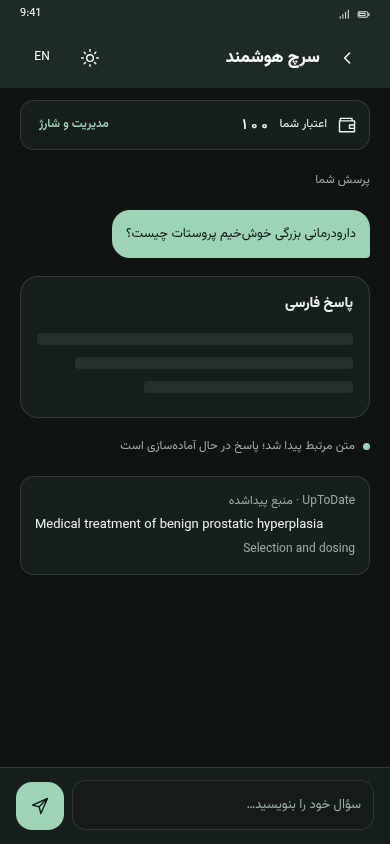 9:41
سرچ هوشمند
EN
اعتبار شما ۱۰۰
مدیریت و شارژ
پرسش شما
دارودرمانی بزرگی خوش‌خیم پروستات چیست؟
پاسخ فارسی
متن مرتبط پیدا شد؛ پاسخ در حال آماده‌سازی است
UpToDate · منبع پیداشده
Medical treatment of benign prostatic hyperplasia
Selection and dosing
سؤال خود را بنویسید…